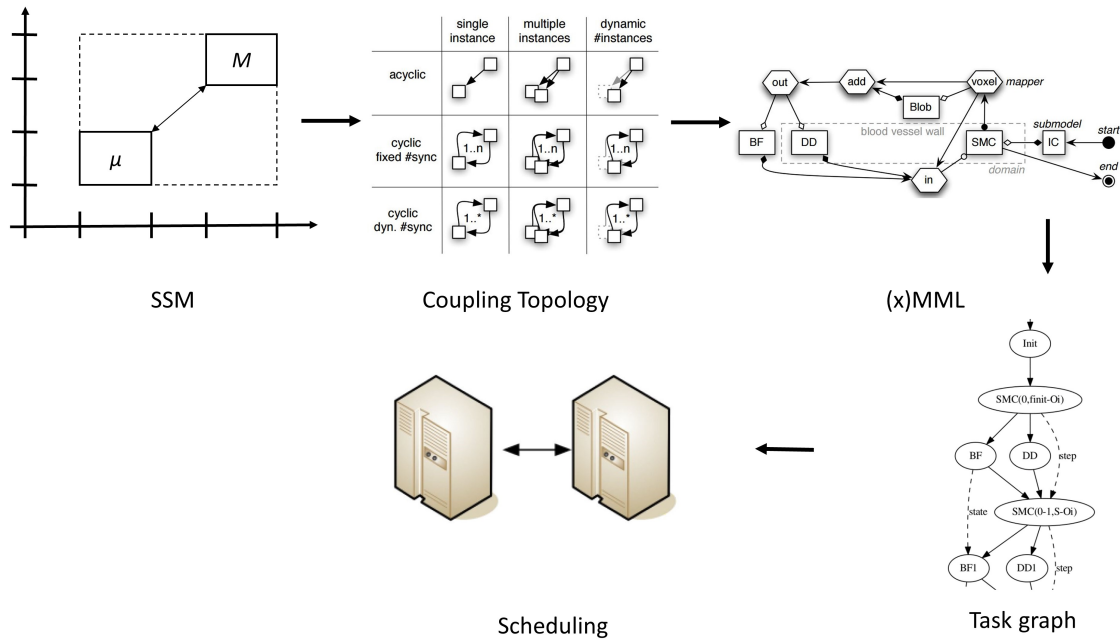 M
μ
SSM
single instance
multiple instances
dynamic #instances
acyclic
cyclic fixed #sync
1..n
1..n
1..n
cyclic dyn. #sync
1..*
1..*
1..*
Coupling Topology
out
add
voxel
mapper
Blob
blood vessel wall
submodel
start
BF
DD
SMC
IC
domain
end
in
(x)MML
Init
SMC(0,finit-Oi)
BF
DD
step
state
SMC(0-1,S-Oi)
BF1
DD1
step
Task graph
Scheduling